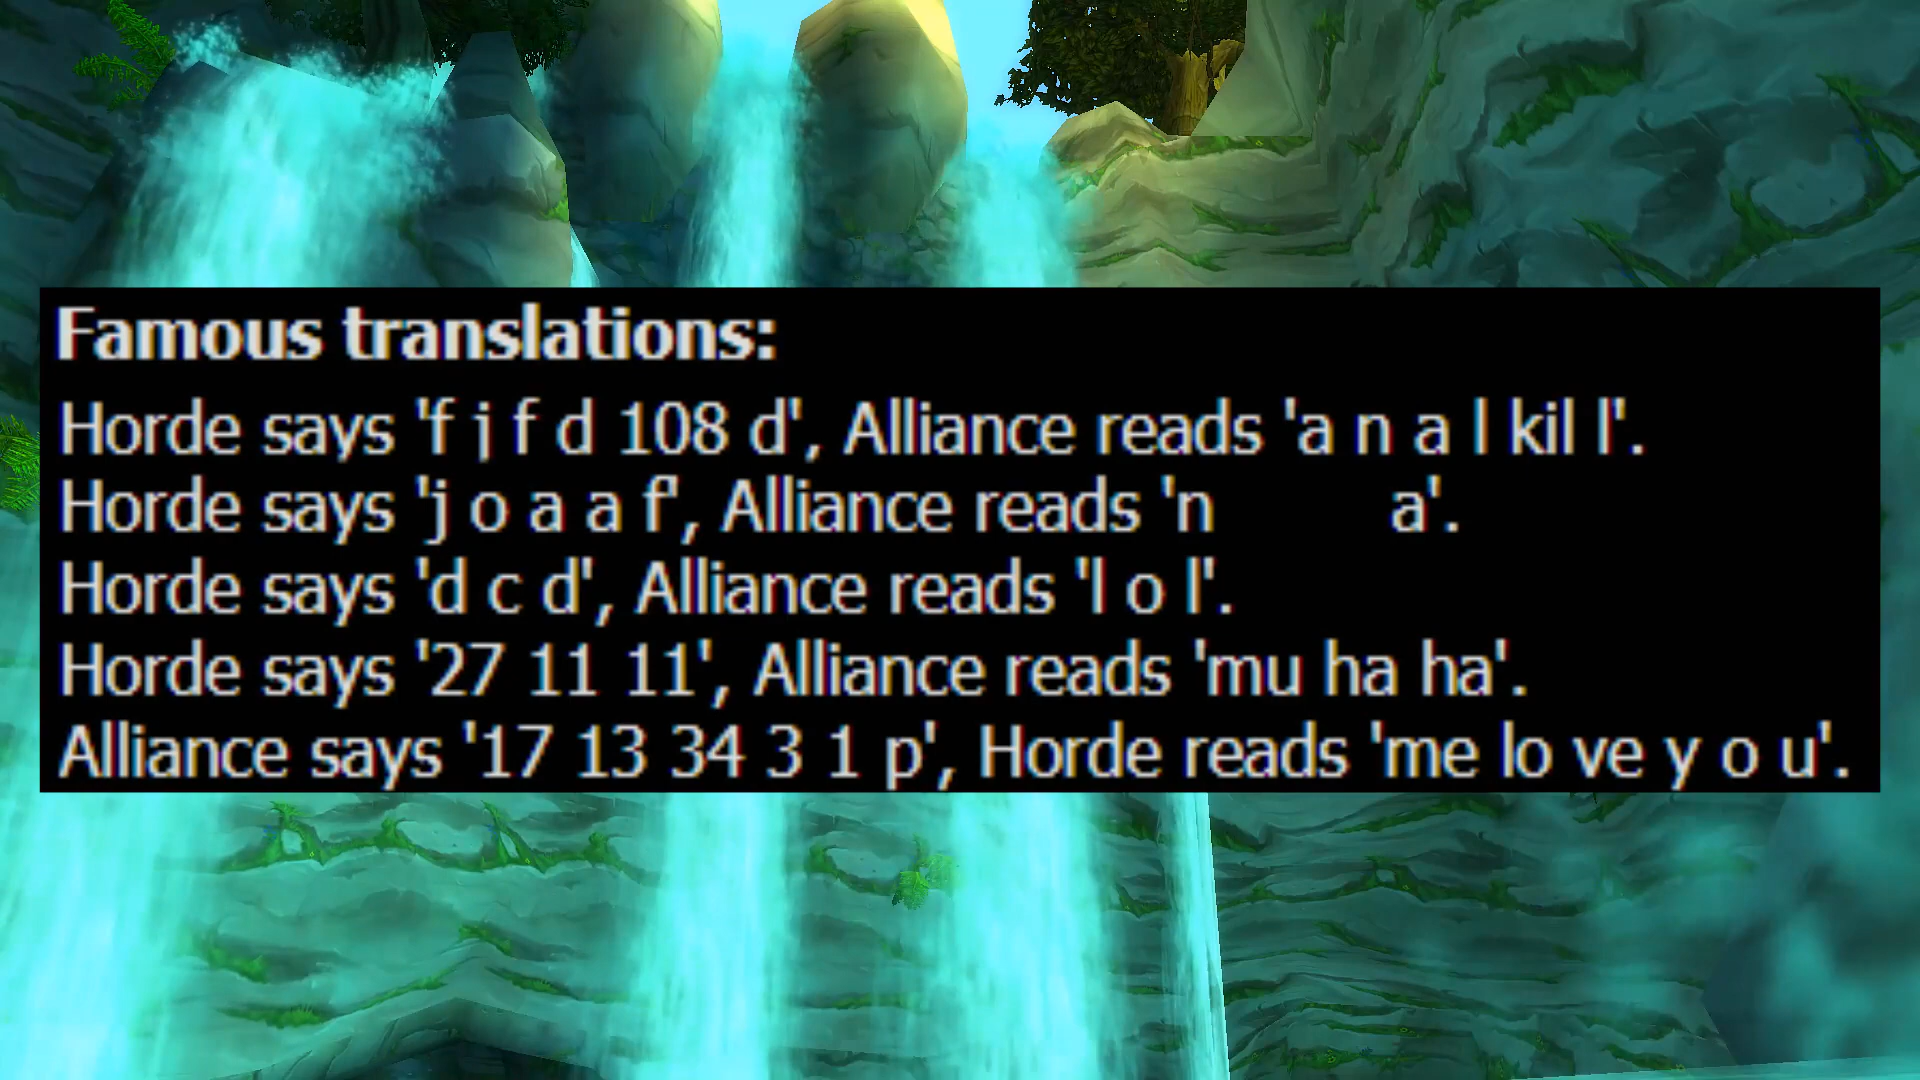 Famous translations:
Horde says 'f j f d 108 d', Alliance reads 'a n a l kil l'.
Horde says 'j o a a f', Alliance reads 'n          a'.
Horde says 'd c d', Alliance reads 'l o l'.
Horde says '27 11 11', Alliance reads 'mu ha ha'.
Alliance says '17 13 34 3 1 p', Horde reads 'me lo ve y o u'.